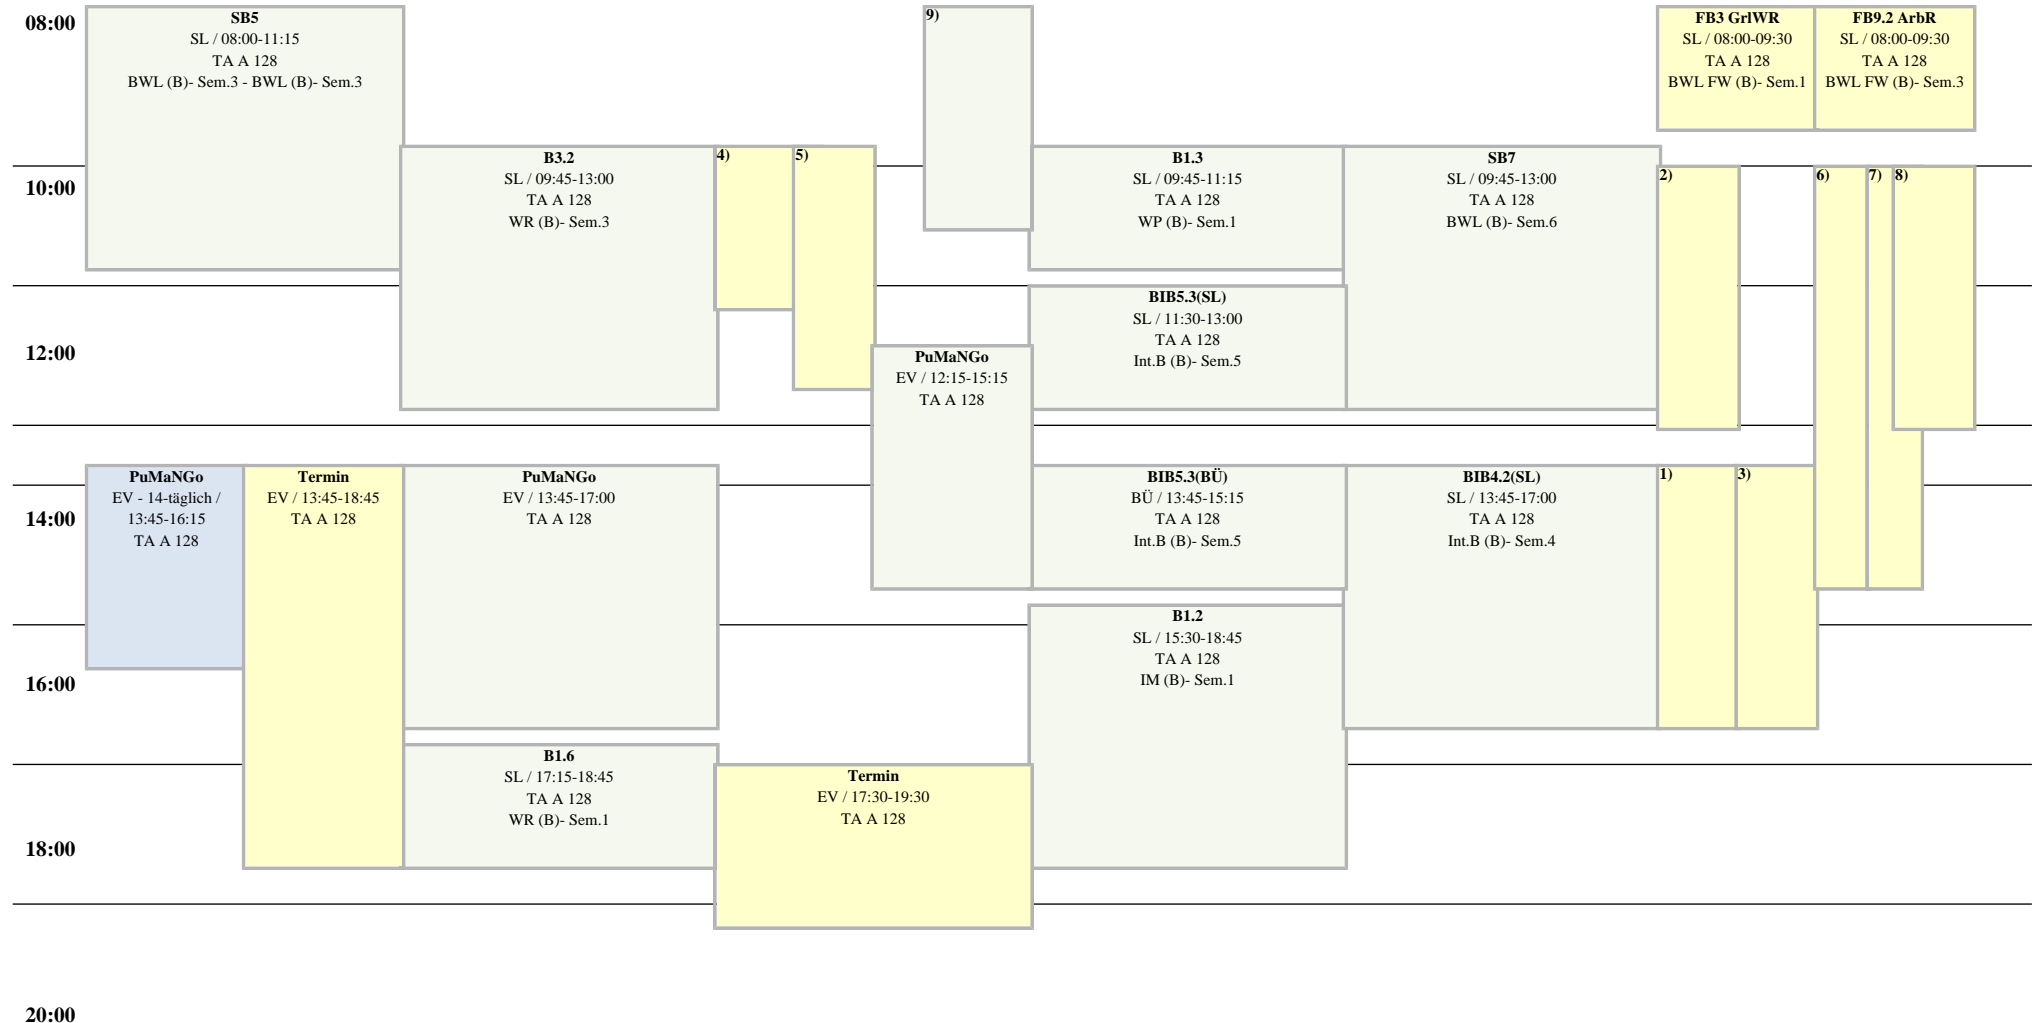 08:00
10:00
12:00
14:00
16:00
18:00
20:00
SB5
SL / 08:00-11:15
TA A 128
BWL (B)- Sem.3 - BWL (B)- Sem.3
PuMaNGo
EV - 14-täglich /
13:45-16:15
TA A 128
Termin
EV / 13:45-18:45
TA A 128
B3.2
SL / 09:45-13:00
TA A 128
WR (B)- Sem.3
PuMaNGo
EV / 13:45-17:00
TA A 128
B1.6
SL / 17:15-18:45
TA A 128
WR (B)- Sem.1
4)
5)
9)
PuMaNGo
EV / 12:15-15:15
TA A 128
Termin
EV / 17:30-19:30
TA A 128
B1.3
SL / 09:45-11:15
TA A 128
WP (B)- Sem.1
BIB5.3(SL)
SL / 11:30-13:00
TA A 128
Int.B (B)- Sem.5
BIB5.3(BÜ)
BÜ / 13:45-15:15
TA A 128
Int.B (B)- Sem.5
B1.2
SL / 15:30-18:45
TA A 128
IM (B)- Sem.1
SB7
SL / 09:45-13:00
TA A 128
BWL (B)- Sem.6
BIB4.2(SL)
SL / 13:45-17:00
TA A 128
Int.B (B)- Sem.4
FB3 GrlWR
SL / 08:00-09:30
TA A 128
BWL FW (B)- Sem.1
FB9.2 ArbR
SL / 08:00-09:30
TA A 128
BWL FW (B)- Sem.3
2)
6)
7)
8)
1)
3)